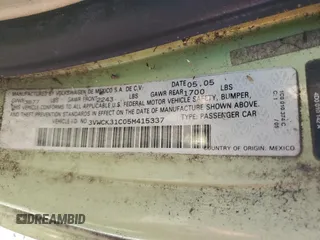 MFD. BY VOLKSWAGEN DE MEXICO S.A. DE C.V. DATE 05.05
LBS GAWR FRONT 2243 LBS GAWR REAR 1700 LBS
THIS VEHICLE CONFORMS TO ALL APPLICABLE U.S. FEDERAL MOTOR VEHICLE SAFETY, BUMPER,
AND THEFT PREVENTION STANDARDS IN EFFECT ON THE DATE OF MANUFACTURE SHOWN ABOVE.
3VWCK31C05M415337 TYPE: PASSENGER CAR
COUNTRY OF ORIGIN: MEXICO
DREAMBID